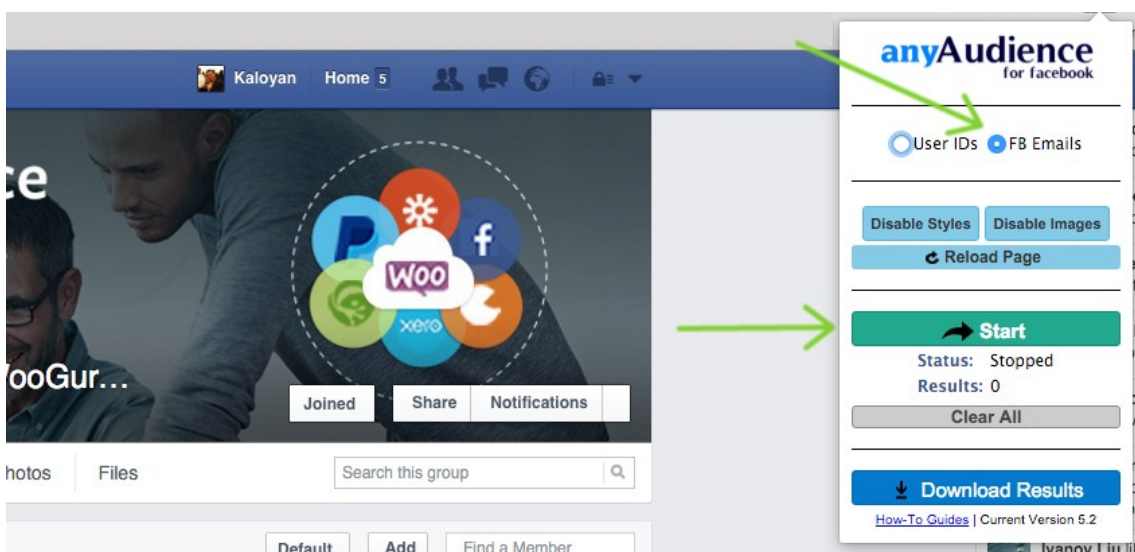 Kaloyan Home 5
ce
WOO
xero
VooGur...
Joined Share Notifications
hotos Files Search this group
Default Add Find a Member
anyAudience
for facebook
User IDs FB Emails
Disable Styles Disable Images
Reload Page
Start
Status: Stopped
Results: 0
Clear All
Download Results
How-To Guides | Current Version 5.2